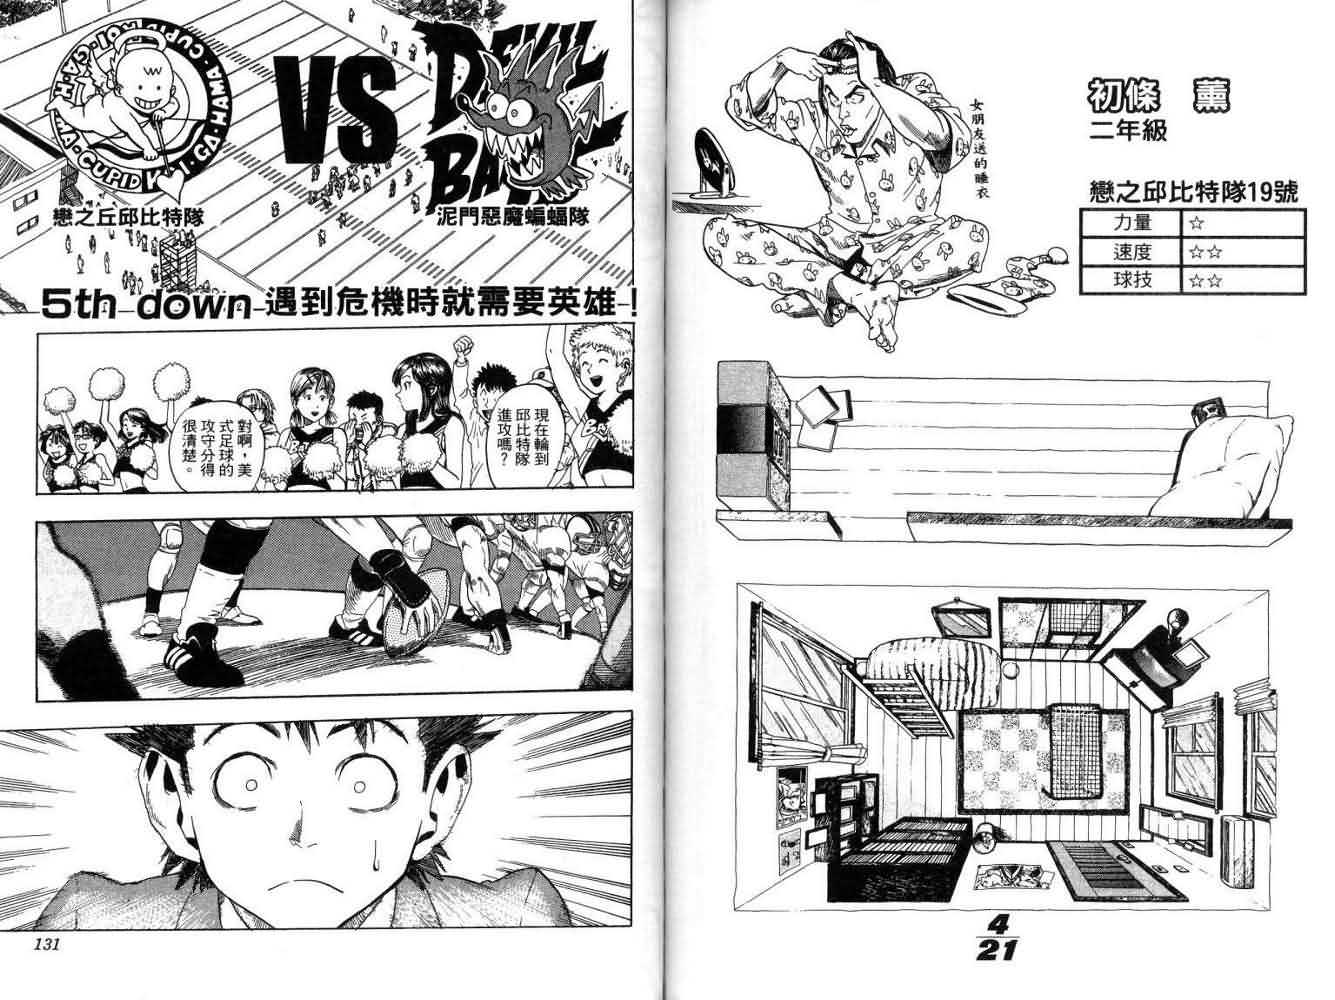 初條　薫
二年級
女朋友送的睡衣
戀之邱比特隊19號
力量 ☆
速度 ☆☆
球技 ☆☆
4
21
KOI-GA-HAMA-CUPID
VS
DEVIL
BATS
戀之丘邱比特隊
泥門惡魔蝙蝠隊
5th down 遇到危機時就需要英雄！
現在輪到
邱比特隊
進攻嗎?
對啊，美
式足球的
攻守分得
很清楚。
131